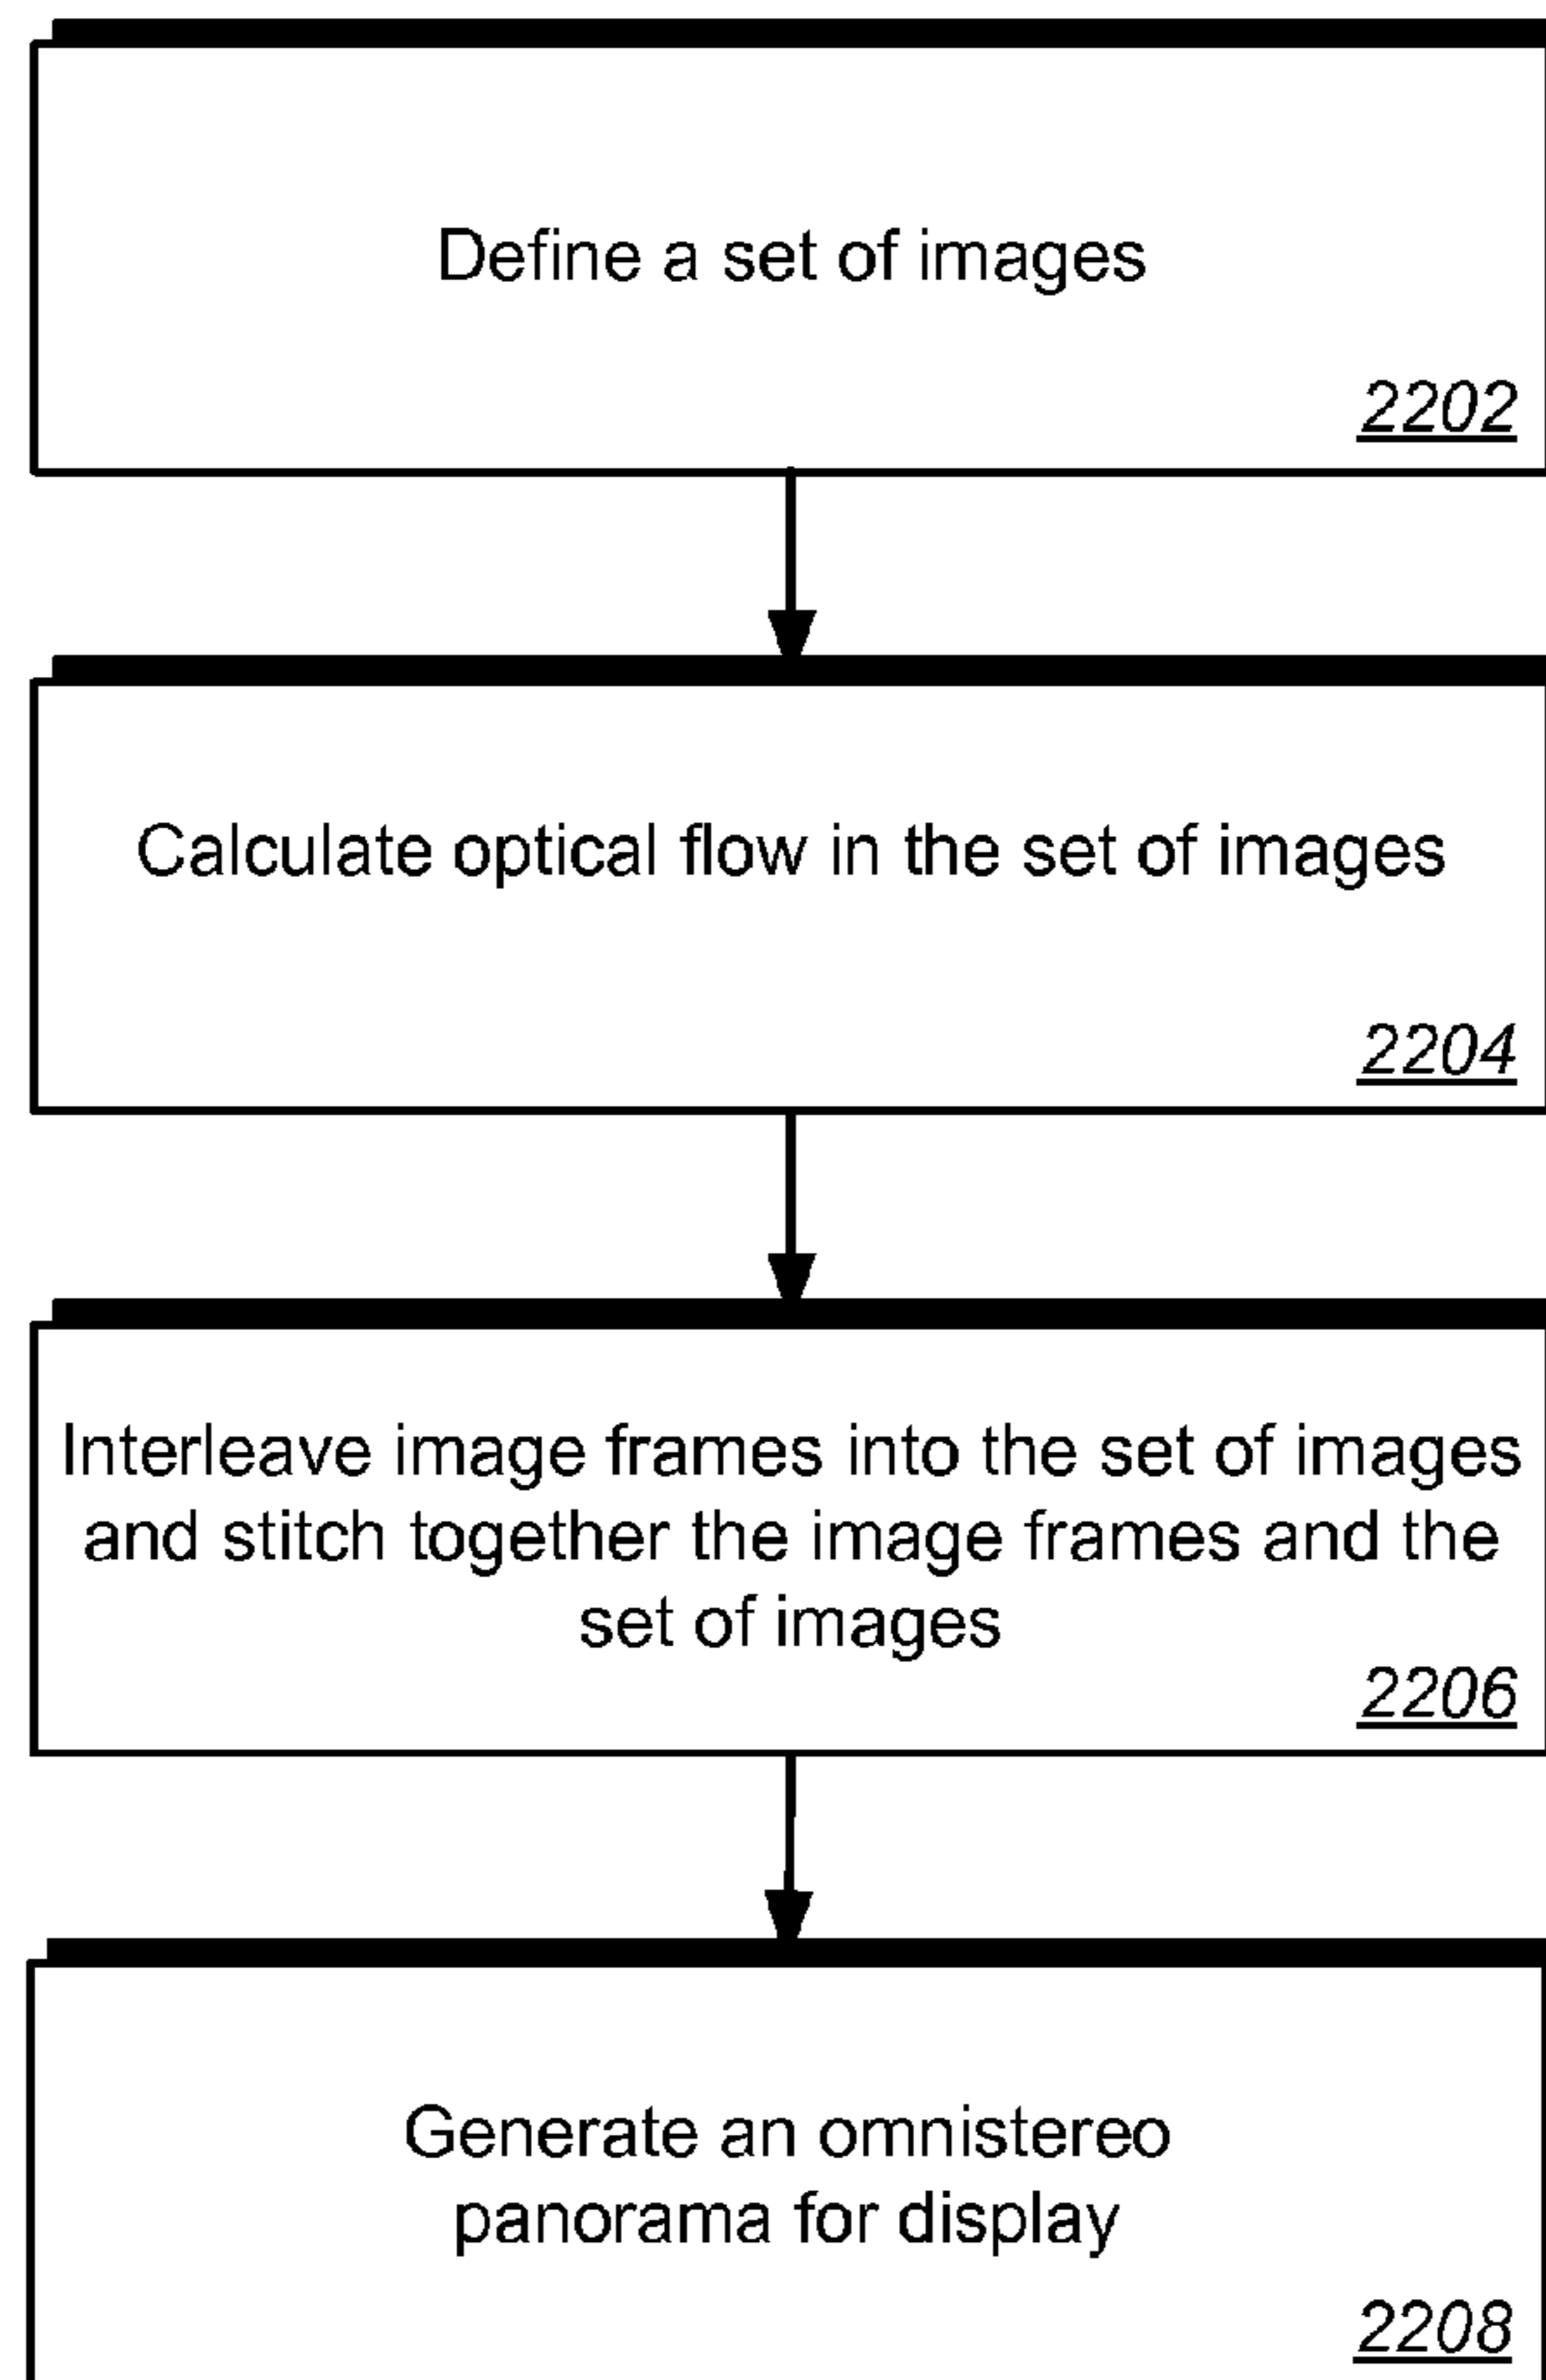 Define a set of images
2202
Calculate optical flow in the set of images
2204
Interleave image frames into the set of images
and stitch together the image frames and the
set of images
2206
Generate an omnistereo
panorama for display
2208